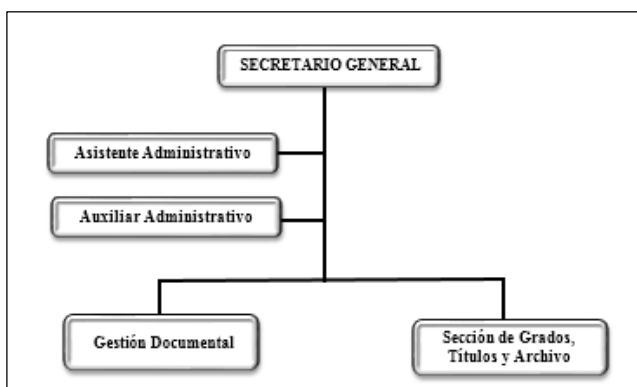 SECRETARIO GENERAL
Asistente Administrativo
Auxiliar Administrativo
Gestión Documental
Sección de Grados,
Títulos y Archivo